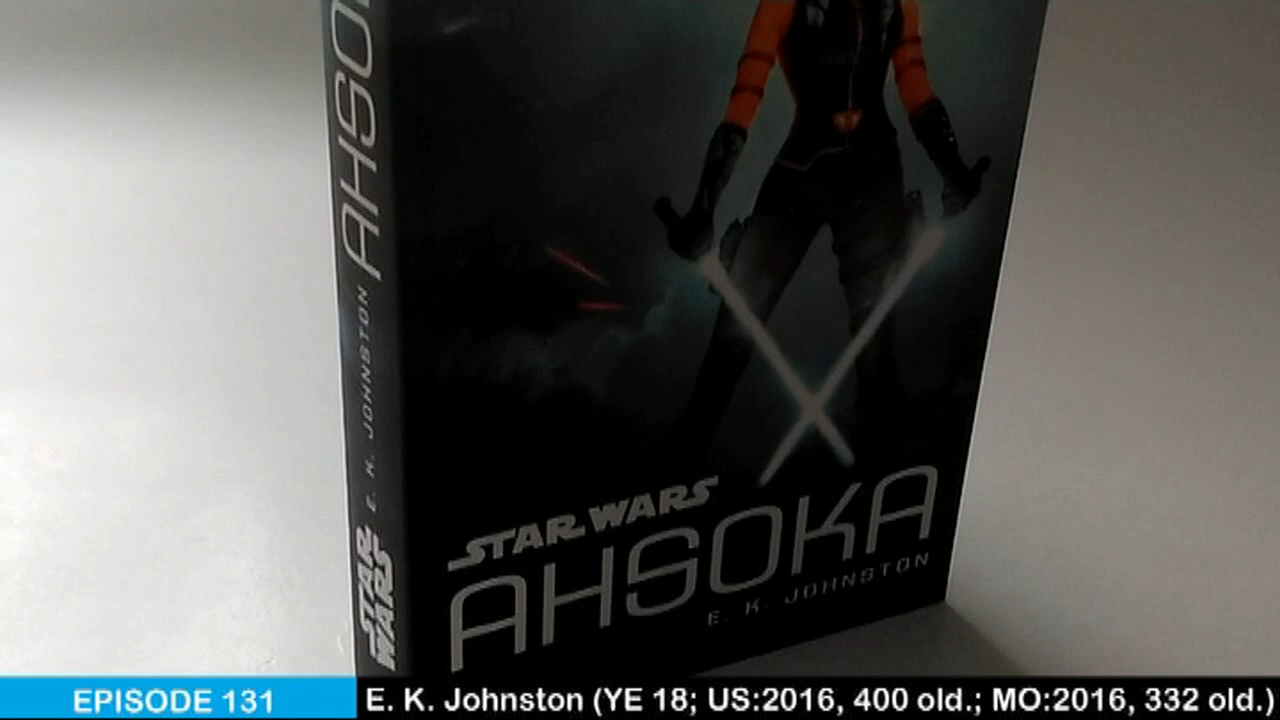 AHSO
E. K. JOHNSTON
STAR
WARS
STAR WARS
AHSOKA
E. K. JOHNSTON
EPISODE 131
E. K. Johnston (YE 18; US:2016, 400 old.; MO:2016, 332 old.)